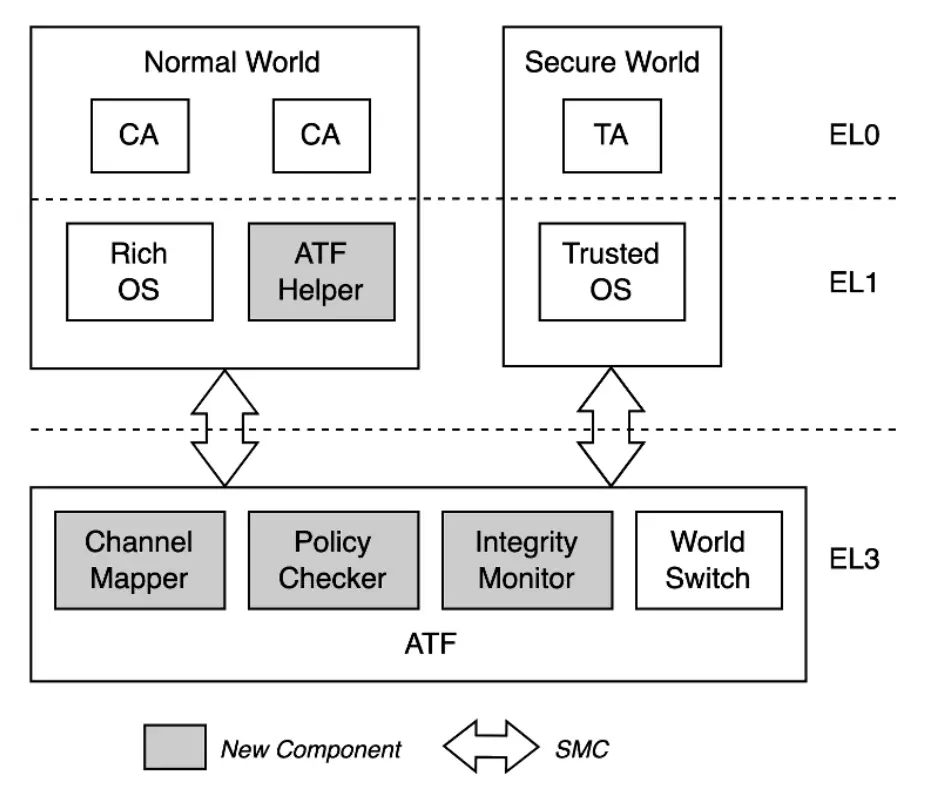 Normal World
Secure World
CA
CA
TA
EL0
Rich
OS
ATF
Helper
Trusted
OS
EL1
Channel
Mapper
Policy
Checker
Integrity
Monitor
World
Switch
EL3
ATF
New Component
SMC